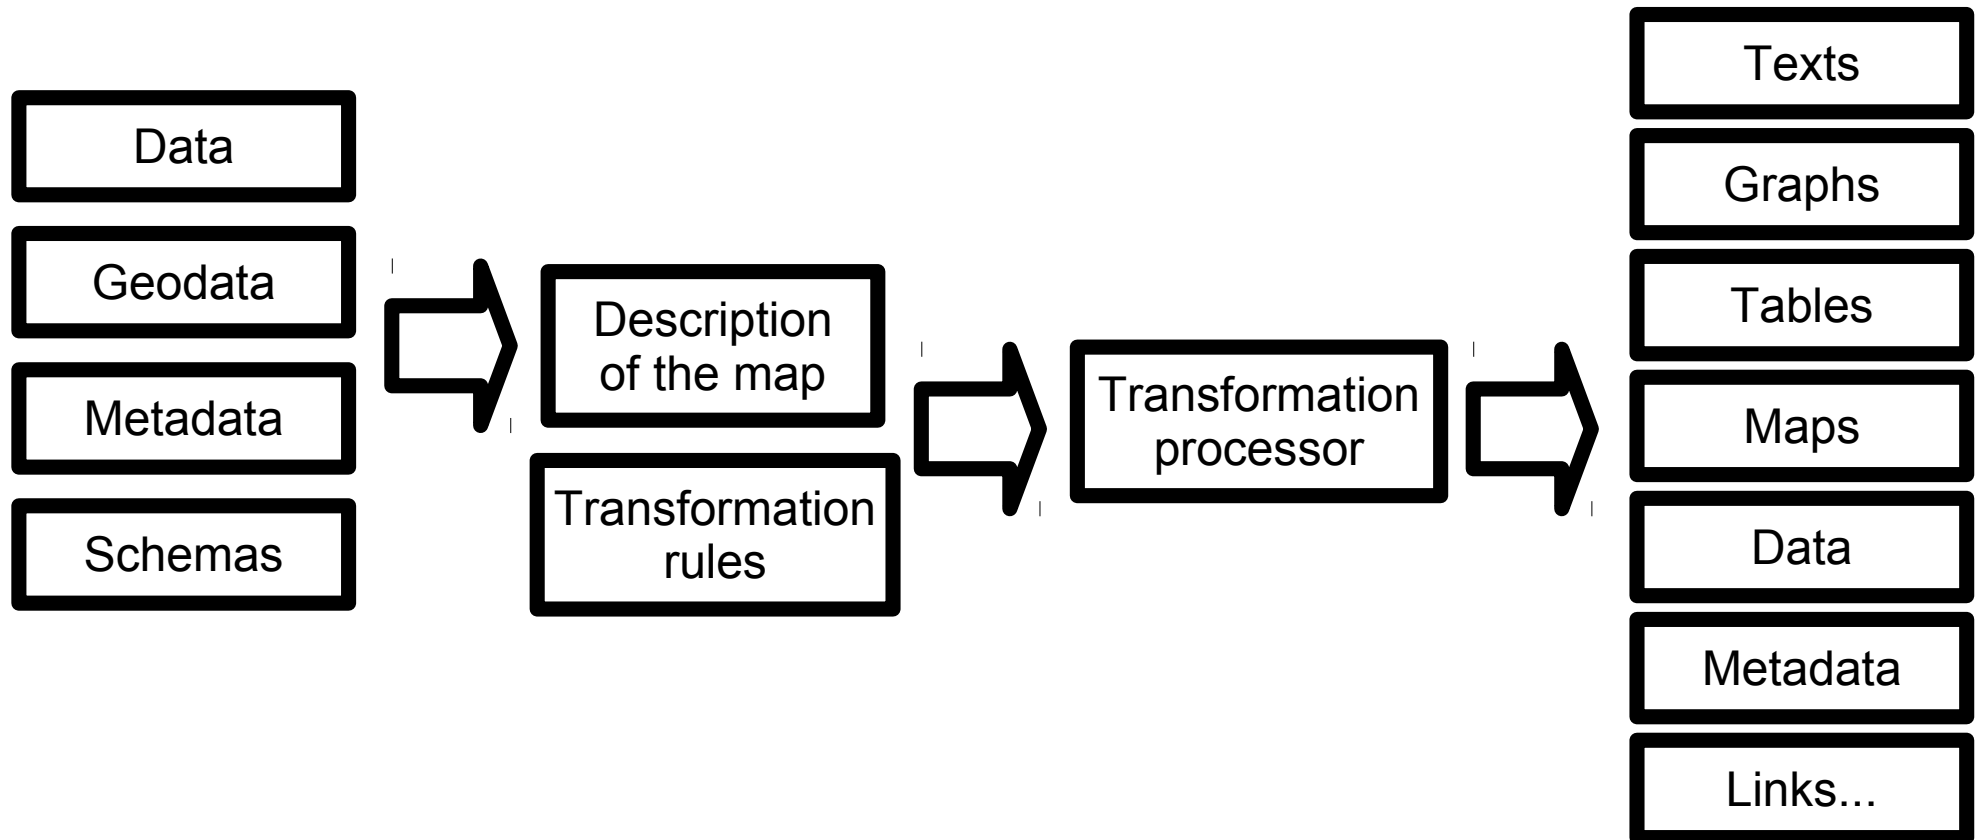 Data
Geodata
Metadata
Schemas
Description
of the map
Transformation
rules
Transformation
processor
Texts
Graphs
Tables
Maps
Data
Metadata
Links...